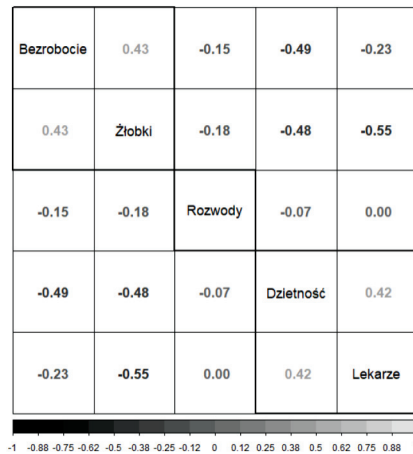 Bezrobocie 0.43 -0.15 -0.49 -0.23
0.43 Żłobki -0.18 -0.48 -0.55
-0.15 -0.18 Rozwody -0.07 0.00
-0.49 -0.48 -0.07 Dzietność 0.42
-0.23 -0.55 0.00 0.42 Lekarze
-1 -0.88 -0.75 -0.62 -0.5 -0.38 -0.25 -0.12 0 0.12 0.25 0.38 0.5 0.62 0.75 0.88